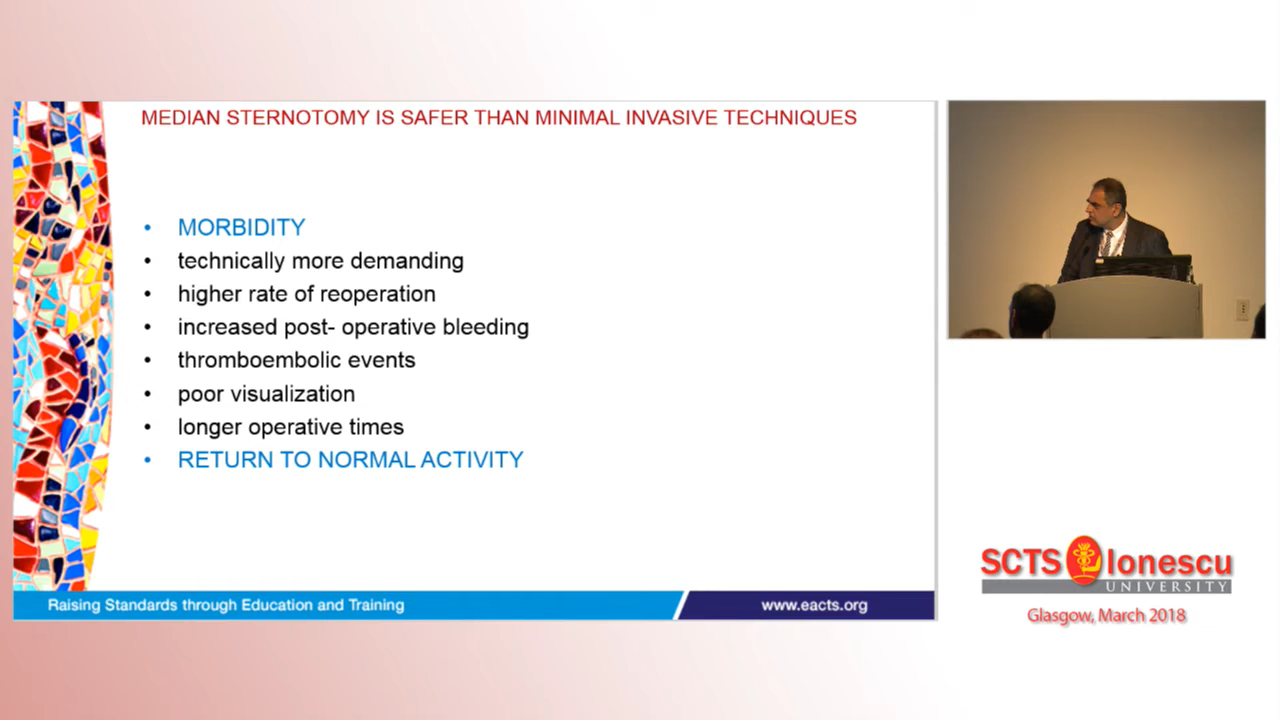 MEDIAN STERNOTOMY IS SAFER THAN MINIMAL INVASIVE TECHNIQUES
• MORBIDITY
• technically more demanding
• higher rate of reoperation
• increased post- operative bleeding
• thromboembolic events
• poor visualization
• longer operative times
• RETURN TO NORMAL ACTIVITY
Raising Standards through Education and Training
www.eacts.org
SCTS Ionescu
UNIVERSITY
Glasgow, March 2018